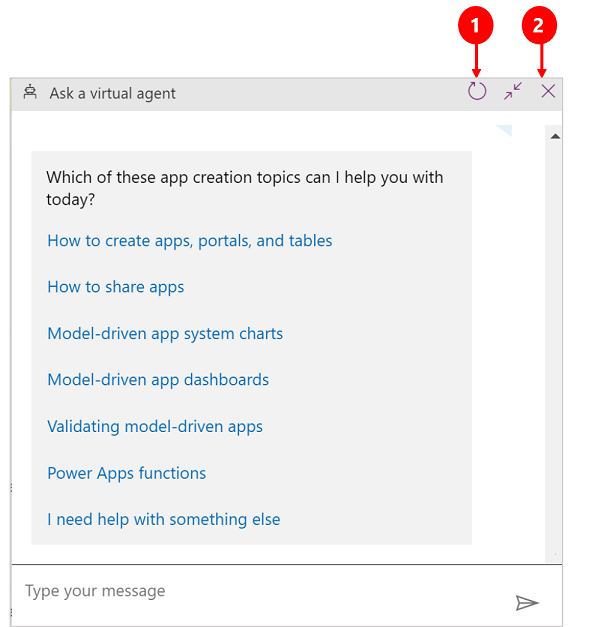 1 2
Ask a virtual agent
Which of these app creation topics can I help you with
today?
How to create apps, portals, and tables
How to share apps
Model-driven app system charts
Model-driven app dashboards
Validating model-driven apps
Power Apps functions
I need help with something else
Type your message